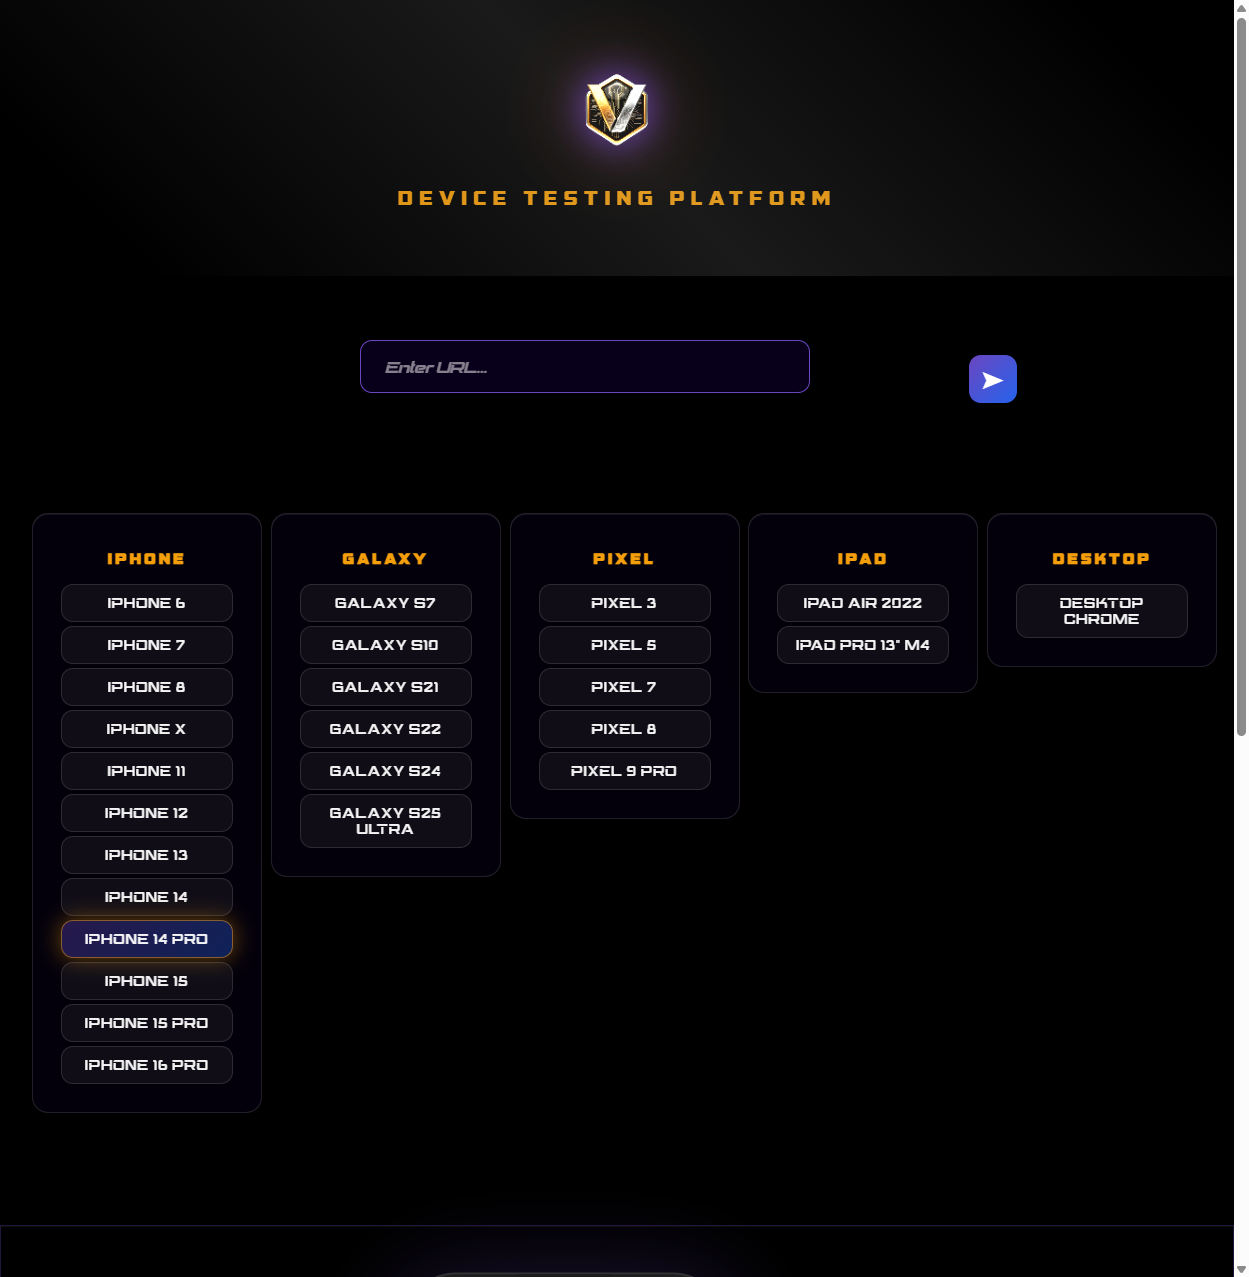 DEVICE TESTING PLATFORM
Enter URL...
IPHONE
IPHONE 6
IPHONE 7
IPHONE 8
IPHONE X
IPHONE 11
IPHONE 12
IPHONE 13
IPHONE 14
IPHONE 14 PRO
IPHONE 15
IPHONE 15 PRO
IPHONE 16 PRO
GALAXY
GALAXY S7
GALAXY S10
GALAXY S21
GALAXY S22
GALAXY S24
GALAXY S25
ULTRA
PIXEL
PIXEL 3
PIXEL 5
PIXEL 7
PIXEL 8
PIXEL 9 PRO
IPAD
IPAD AIR 2022
IPAD PRO 13" M4
DESKTOP
DESKTOP
CHROME